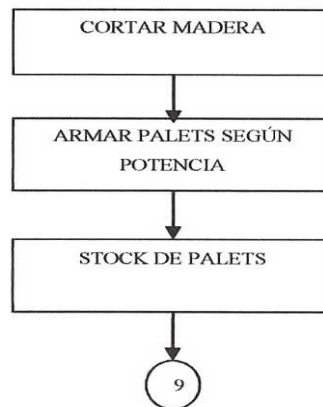 CORTAR MADERA
ARMAR PALETS SEGÚN
POTENCIA
STOCK DE PALETS
9